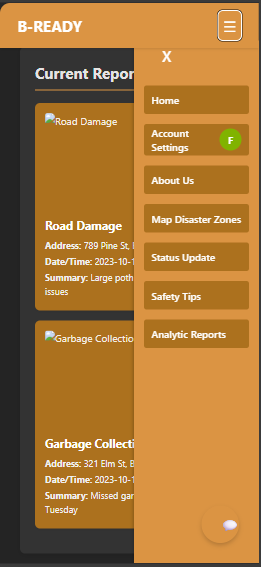 B-READY
☰
X
Current Repor
Home
Account
Settings
F
About Us
Map Disaster Zones
Status Update
Safety Tips
Analytic Reports
Road Damage
Road Damage
Address: 789 Pine St,
Date/Time: 2023-10-1
Summary: Large poth
issues
Garbage Collectio
Garbage Collecti
Address: 321 Elm St, B
Date/Time: 2023-10-1
Summary: Missed gar
Tuesday